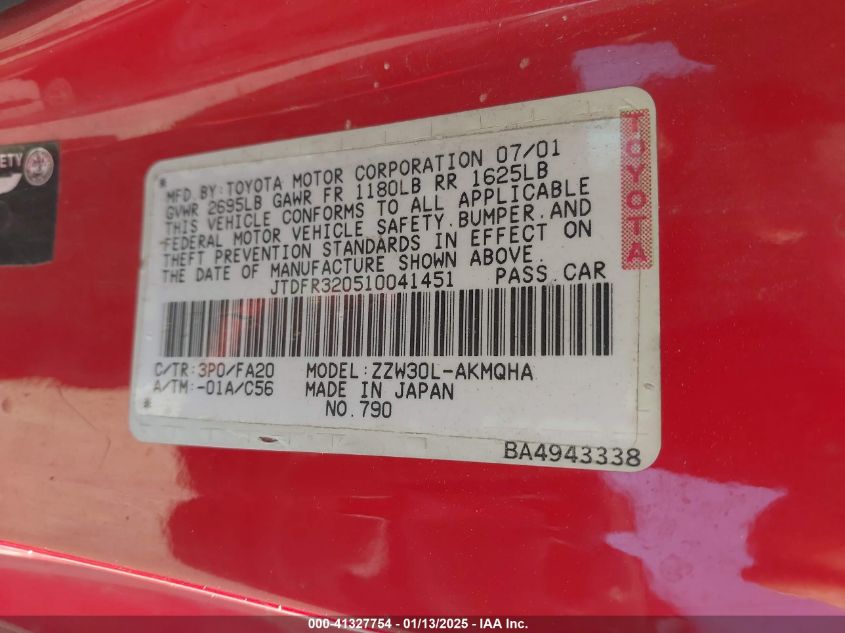 ETY
MFD BY:TOYOTA MOTOR CORPORATION 07/01
GVWR 2695LB GAWR FR 1180LB RR 1625LB
THIS VEHICLE CONFORMS TO ALL APPLICABLE
FEDERAL MOTOR VEHICLE SAFETY,BUMPER,AND
THEFT PREVENTION STANDARDS IN EFFECT ON
THE DATE OF MANUFACTURE SHOWN ABOVE.
JTDFR320510041451 PASS.CAR
TOYOTA
C/TR:3P0/FA20 MODEL:ZZW30L-AKMQHA
A/TM:-01A/C56 MADE IN JAPAN
NO.790
BA4943338
000-41327754 / 01/13/2025 - IAA Inc.